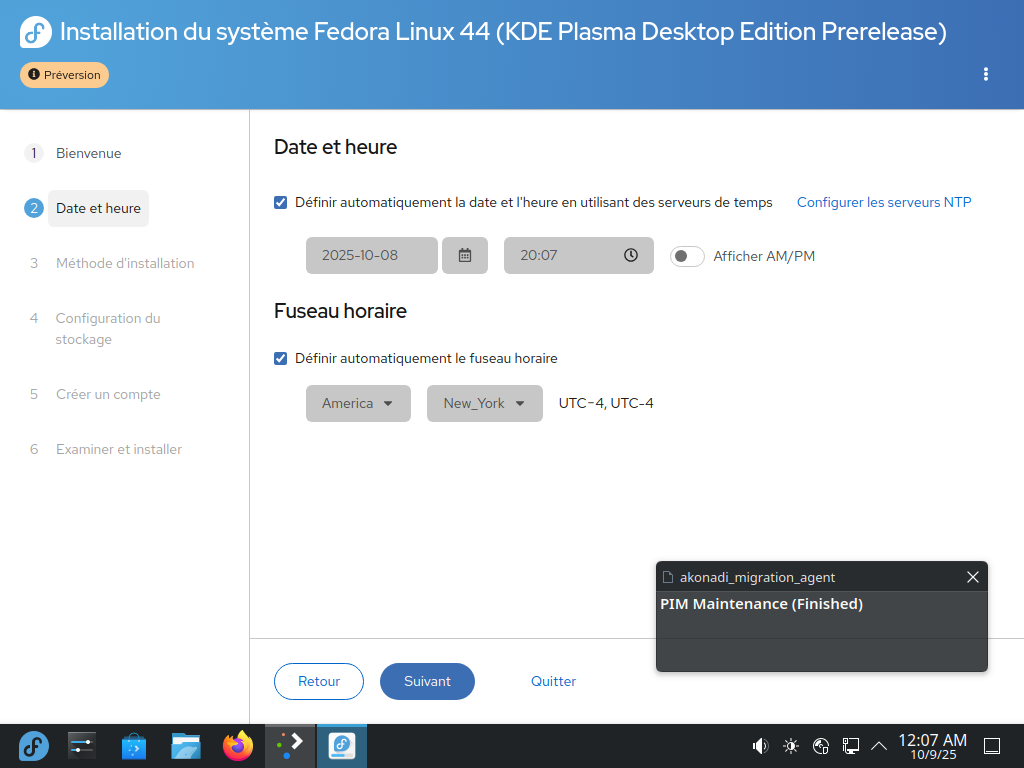 Installation du système Fedora Linux 44 (KDE Plasma Desktop Edition Prerelease)
Préversion
1 Bienvenue
2 Date et heure
3 Méthode d'installation
4 Configuration du
stockage
5 Créer un compte
6 Examiner et installer
Date et heure
Définir automatiquement la date et l'heure en utilisant des serveurs de temps Configurer les serveurs NTP
2025-10-08 20:07 Afficher AM/PM
Fuseau horaire
Définir automatiquement le fuseau horaire
America New_York UTC−4, UTC-4
akonadi_migration_agent
PIM Maintenance (Finished)
Retour Suivant Quitter
12:07 AM
10/9/25